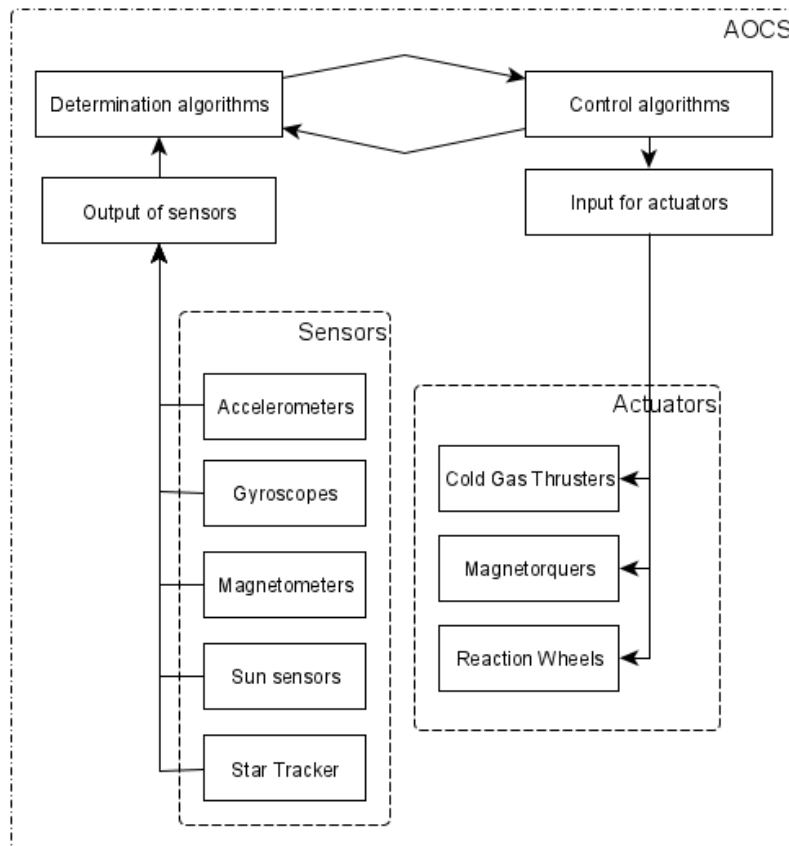 AOCS
Determination algorithms
Control algorithms
Output of sensors
Input for actuators
Sensors
Accelerometers
Gyroscopes
Magnetometers
Sun sensors
Star Tracker
Actuators
Cold Gas Thrusters
Magnetorquers
Reaction Wheels